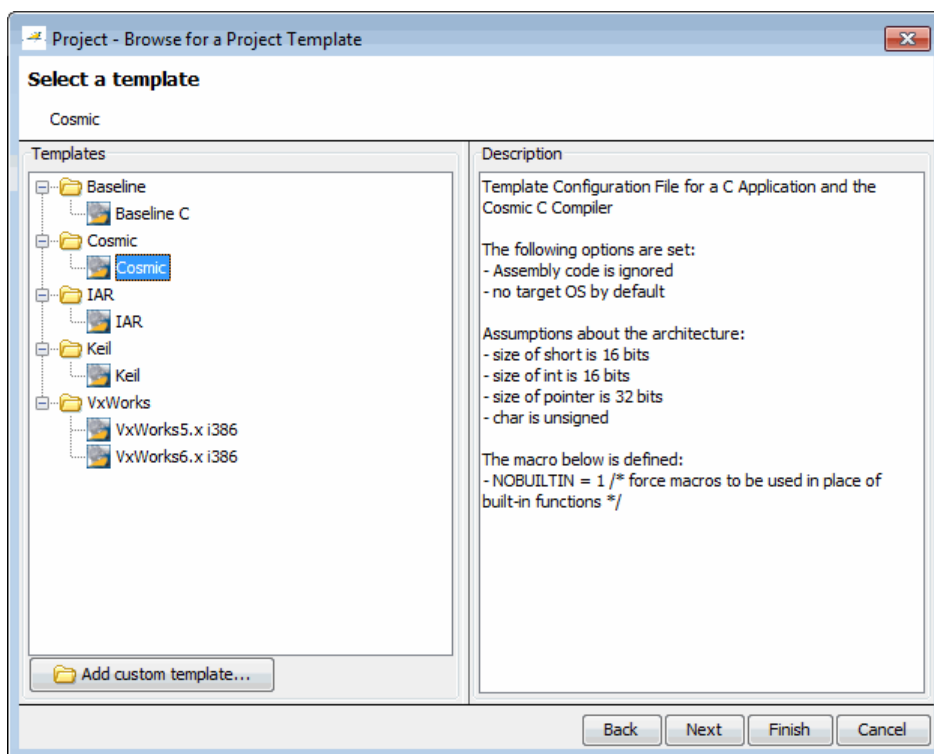 Project - Browse for a Project Template
Select a template
Cosmic
Templates
Baseline
Baseline C
Cosmic
Cosmic
IAR
IAR
Keil
Keil
VxWorks
VxWorks5.x i386
VxWorks6.x i386
Add custom template...
Description
Template Configuration File for a C Application and the
Cosmic C Compiler
The following options are set:
- Assembly code is ignored
- no target OS by default
Assumptions about the architecture:
- size of short is 16 bits
- size of int is 16 bits
- size of pointer is 32 bits
- char is unsigned
The macro below is defined:
- NOBUILTIN = 1 /* force macros to be used in place of
built-in functions */
Back
Next
Finish
Cancel